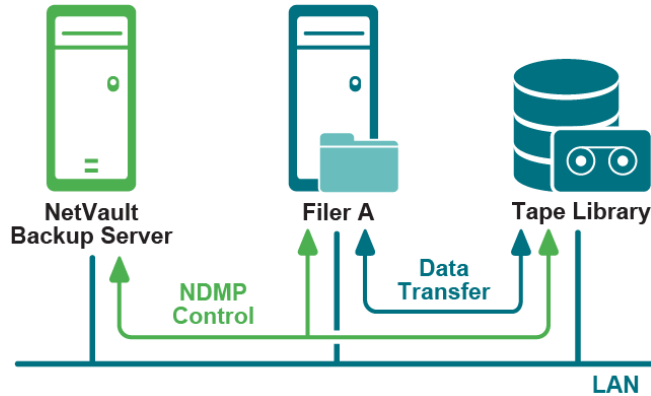 NetVault
Backup Server
Filer A
Tape Library
NDMP
Control
Data
Transfer
LAN